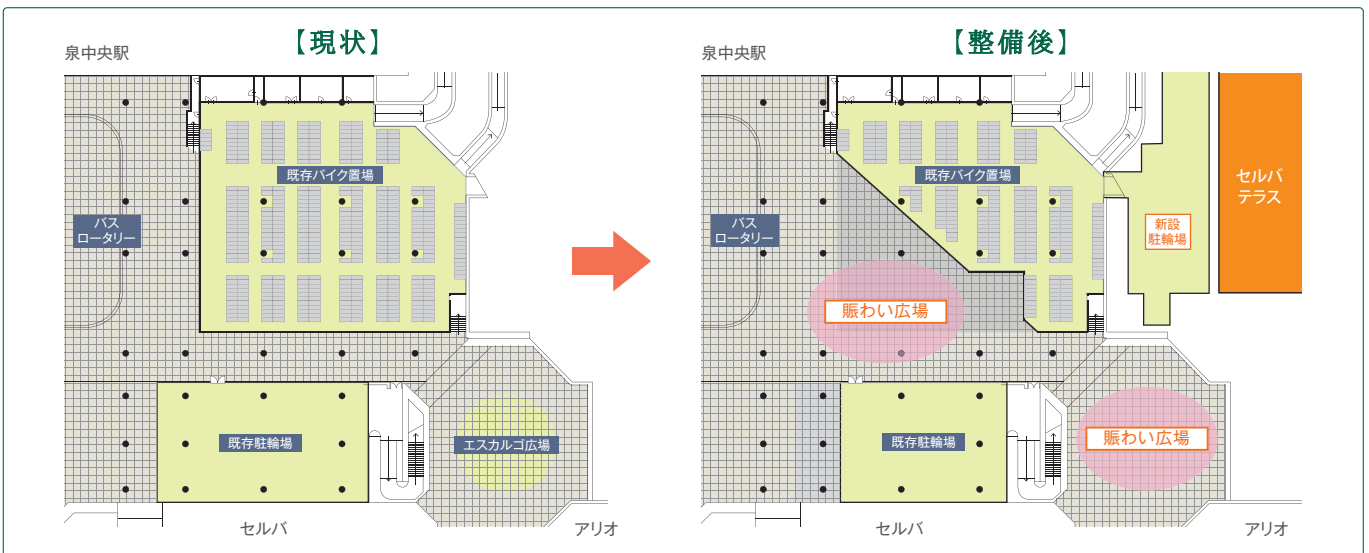 【現状】
泉中央駅
既存バイク置場
バス
ロータリー
既存駐輪場
エスカルゴ広場
セルバ
アリオ
【整備後】
泉中央駅
既存バイク置場
セルバ
テラス
バス
ロータリー
新設
駐輪場
賑わい広場
既存駐輪場
賑わい広場
セルバ
アリオ